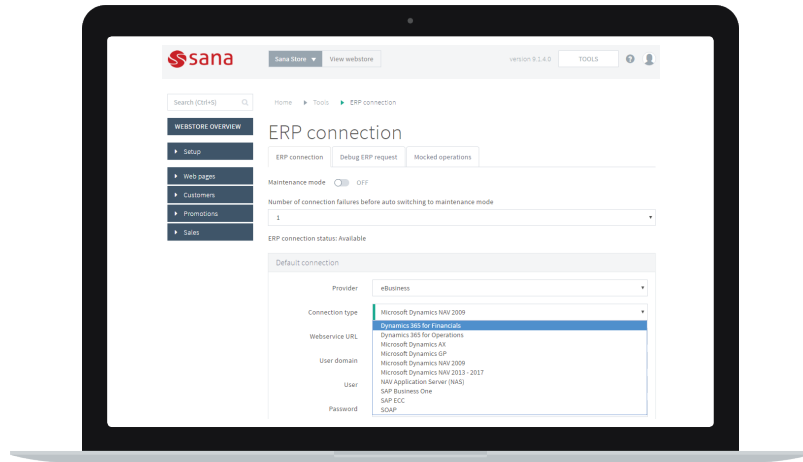 sana
Sana Store ▼ View webstore version 9.1.4.0 TOOLS
Search (Ctrl+S)
Home ▶ Tools ▶ ERP connection
WEBSTORE OVERVIEW
Setup
Web pages
Customers
Promotions
Sales
ERP connection
ERP connection Debug ERP request Mocked operations
Maintenance mode OFF
Number of connection failures before auto switching to maintenance mode
1
ERP connection status: Available
Default connection
Provider eBusiness
Connection type Microsoft Dynamics NAV 2009
Dynamics 365 for Financials
Dynamics 365 for Operations
Microsoft Dynamics AX
Microsoft Dynamics GP
Microsoft Dynamics NAV 2009
Microsoft Dynamics NAV 2013 - 2017
NAV Application Server (NAS)
SAP Business One
SAP ECC
SOAP
Webservice URL
User domain
User
Password